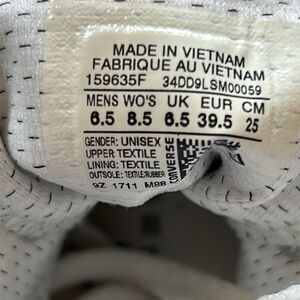 MADE IN VIETNAM
FABRIQUE AU VIETNAM
159635F 34DD9LSM00059
MENS WO'S UK EUR CM
6.5 8.5 6.5 39.5 25
GENDER: UNISEX
UPPER: TEXTILE
LINING: TEXTILE
OUTSOLE: TEXTILE/RUBBER
9Z 1711 M88
CONVERSE